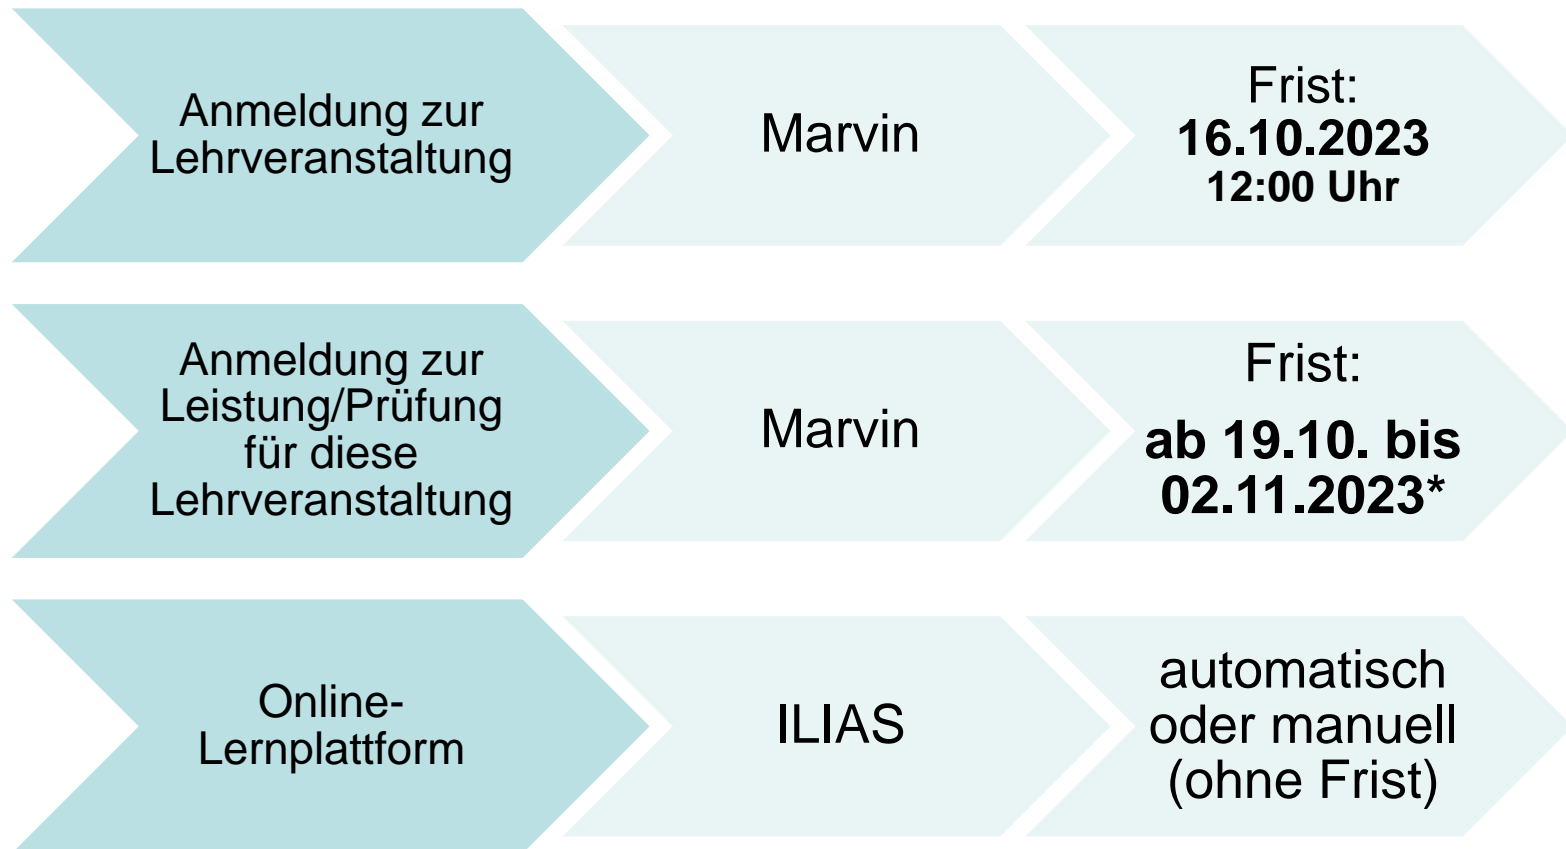 Anmeldung zur
Lehrveranstaltung
Marvin
Frist:
16.10.2023
12:00 Uhr
Anmeldung zur
Leistung/Prüfung
für diese
Lehrveranstaltung
Marvin
Frist:
ab 19.10. bis
02.11.2023*
Online-
Lernplattform
ILIAS
automatisch
oder manuell
(ohne Frist)